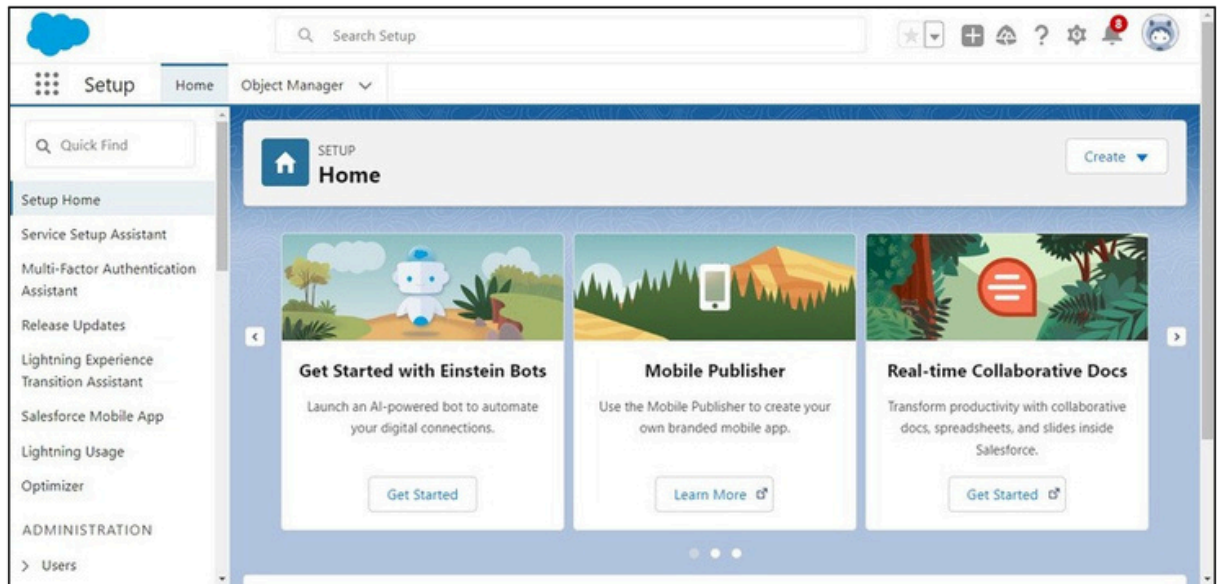 Search Setup
8
Setup
Home
Object Manager
Quick Find
Setup Home
Service Setup Assistant
Multi-Factor Authentication
Assistant
Release Updates
Lightning Experience
Transition Assistant
Salesforce Mobile App
Lightning Usage
Optimizer
ADMINISTRATION
Users
SETUP
Home
Create
Get Started with Einstein Bots
Launch an AI-powered bot to automate
your digital connections.
Get Started
Mobile Publisher
Use the Mobile Publisher to create your
own branded mobile app.
Learn More
Real-time Collaborative Docs
Transform productivity with collaborative
docs, spreadsheets, and slides inside
Salesforce.
Get Started